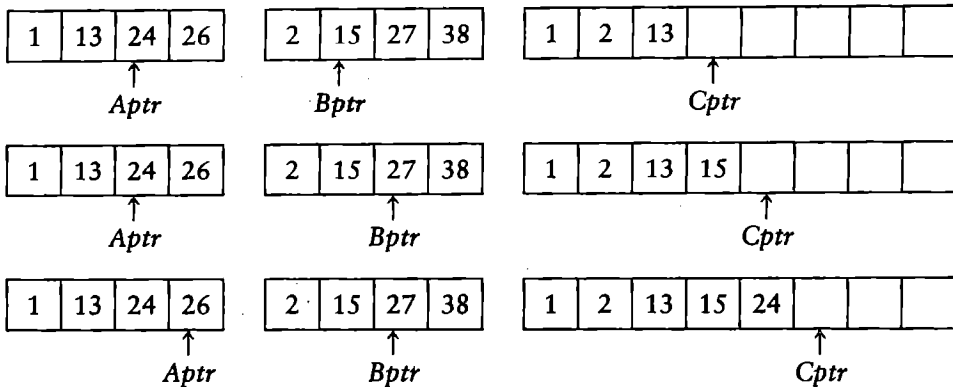 1 13 24 26 2 15 27 38 1 2 13
Aptr Bptr Cptr
1 13 24 26 2 15 27 38 1 2 13 15
Aptr Bptr Cptr
1 13 24 26 2 15 27 38 1 2 13 15 24
Aptr Bptr Cptr